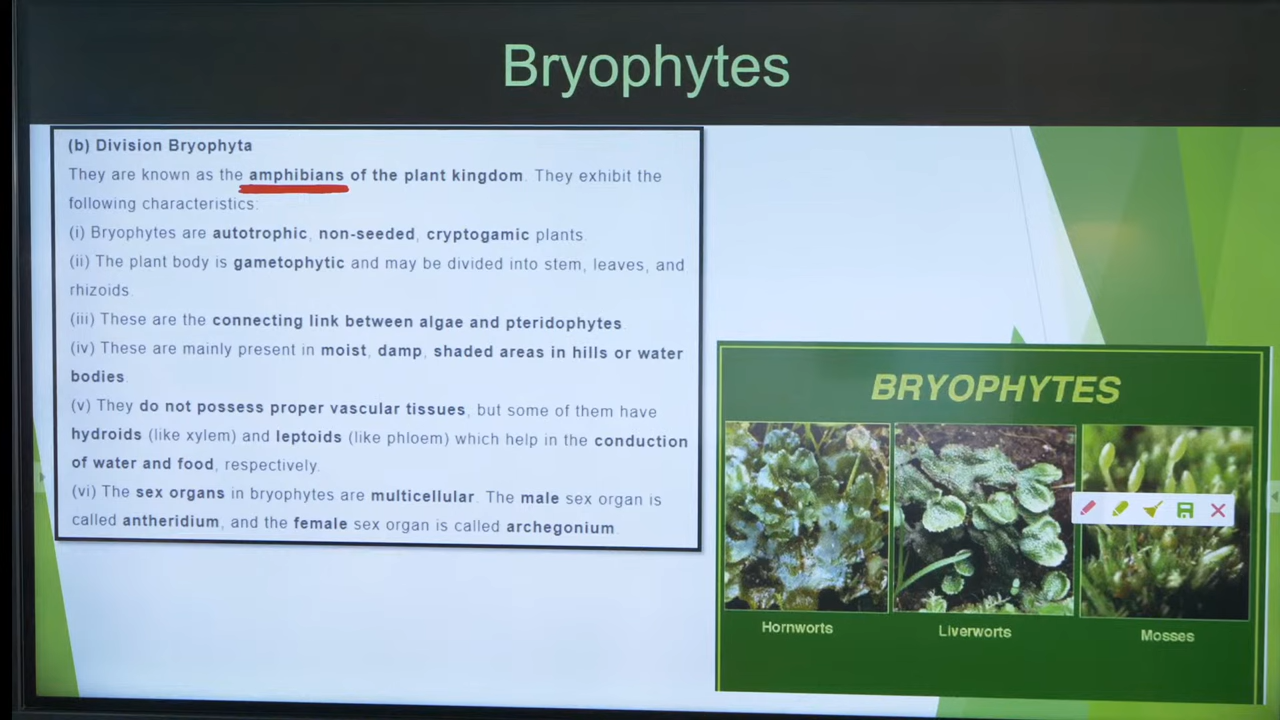 Bryophytes
(b) Division Bryophyta
They are known as the amphibians of the plant kingdom. They exhibit the
following characteristics:
(i) Bryophytes are autotrophic, non-seeded, cryptogamic plants.
(ii) The plant body is gametophytic and may be divided into stem, leaves, and
rhizoids.
(iii) These are the connecting link between algae and pteridophytes.
(iv) These are mainly present in moist, damp, shaded areas in hills or water
bodies.
(v) They do not possess proper vascular tissues, but some of them have
hydroids (like xylem) and leptoids (like phloem) which help in the conduction
of water and food, respectively.
(vi) The sex organs in bryophytes are multicellular. The male sex organ is
called antheridium, and the female sex organ is called archegonium.
BRYOPHYTES
Hornworts
Liverworts
Mosses